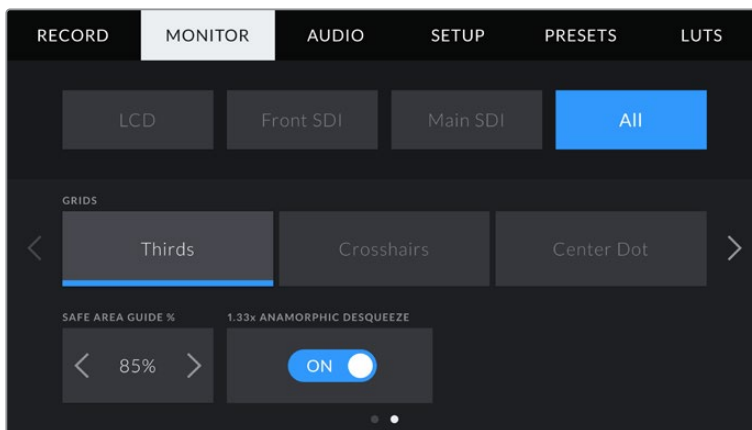 RECORD MONITOR AUDIO SETUP PRESETS LUTS
LCD Front SDI Main SDI All
GRIDS
Thirds Crosshairs Center Dot
SAFE AREA GUIDE % 1.33x ANAMORPHIC DESQUEEZE
85% ON